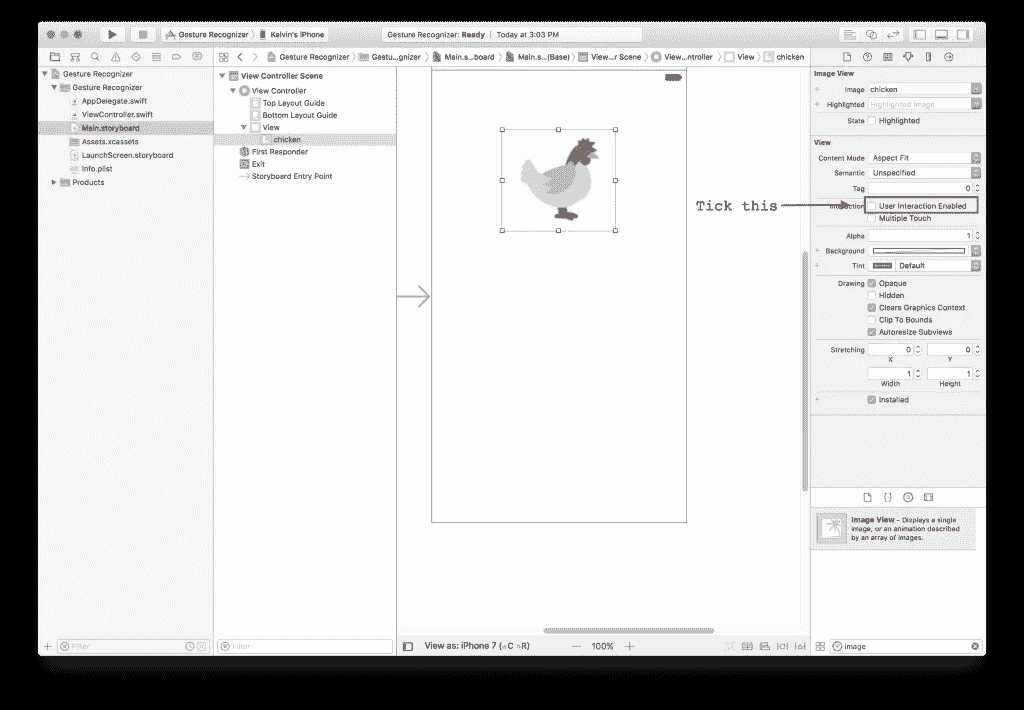 Gesture Recognizer
Kelvin's iPhone
Gesture Recognizer: Ready | Today at 3:03 PM
Gesture Recognizer
Gestu...gnizer
Main.s...board
Main.s...(Base)
View...r Scene
View...ntroller
View
chicken
Gesture Recognizer
Gesture Recognizer
AppDelegate.swift
ViewController.swift
Main.storyboard
Assets.xcassets
LaunchScreen.storyboard
Info.plist
Products
View Controller Scene
View Controller
Top Layout Guide
Bottom Layout Guide
View
chicken
First Responder
Exit
Storyboard Entry Point
Tick this
Image View
Image chicken
Highlighted Highlighted Image
State Highlighted
View
Content Mode Aspect Fit
Semantic Unspecified
Tag 0
Interaction User Interaction Enabled
Multiple Touch
Alpha 1
Background
Tint Default
Drawing Opaque
Hidden
Clears Graphics Context
Clip To Bounds
Autoresize Subviews
Stretching 0 0
X Y
1 1
Width Height
Installed
Image View - Displays a single
image, or an animation described
by an array of images.
Filter
Filter
View as: iPhone 7 (wC hR)
100%
image